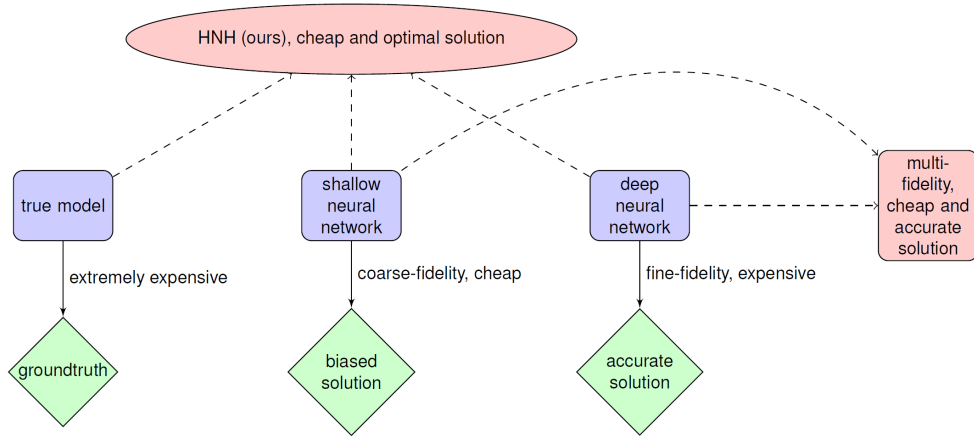 HNH (ours), cheap and optimal solution
true model
shallow
neural
network
deep
neural
network
multi-
fidelity,
cheap and
accurate
solution
extremely expensive
coarse-fidelity, cheap
fine-fidelity, expensive
groundtruth
biased
solution
accurate
solution